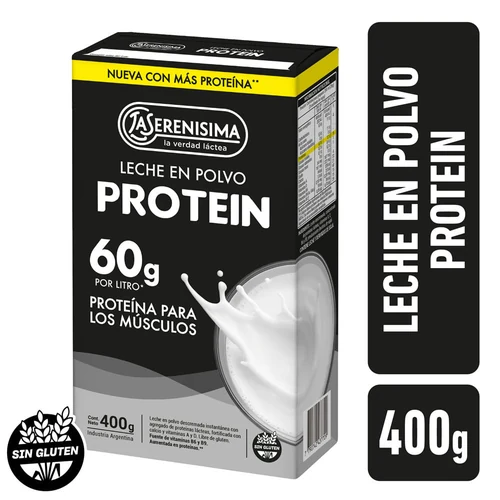 NUEVA CON MÁS PROTEÍNA**
LASERENISIMA
la verdad láctea
LECHE EN POLVO
PROTEIN
60g
POR LITRO*
PROTEÍNA PARA
LOS MÚSCULOS
Cont.
Neto 400g
Industria Argentina
Leche en polvo descremada instantánea con
agregado de proteínas lácteas, fortificada con
calcio y vitaminas A y D. Libre de gluten.
Fuente de vitaminas B6 y B9.
Aumentada en proteínas.**
SIN GLUTEN
LECHE EN POLVO
PROTEIN
400g